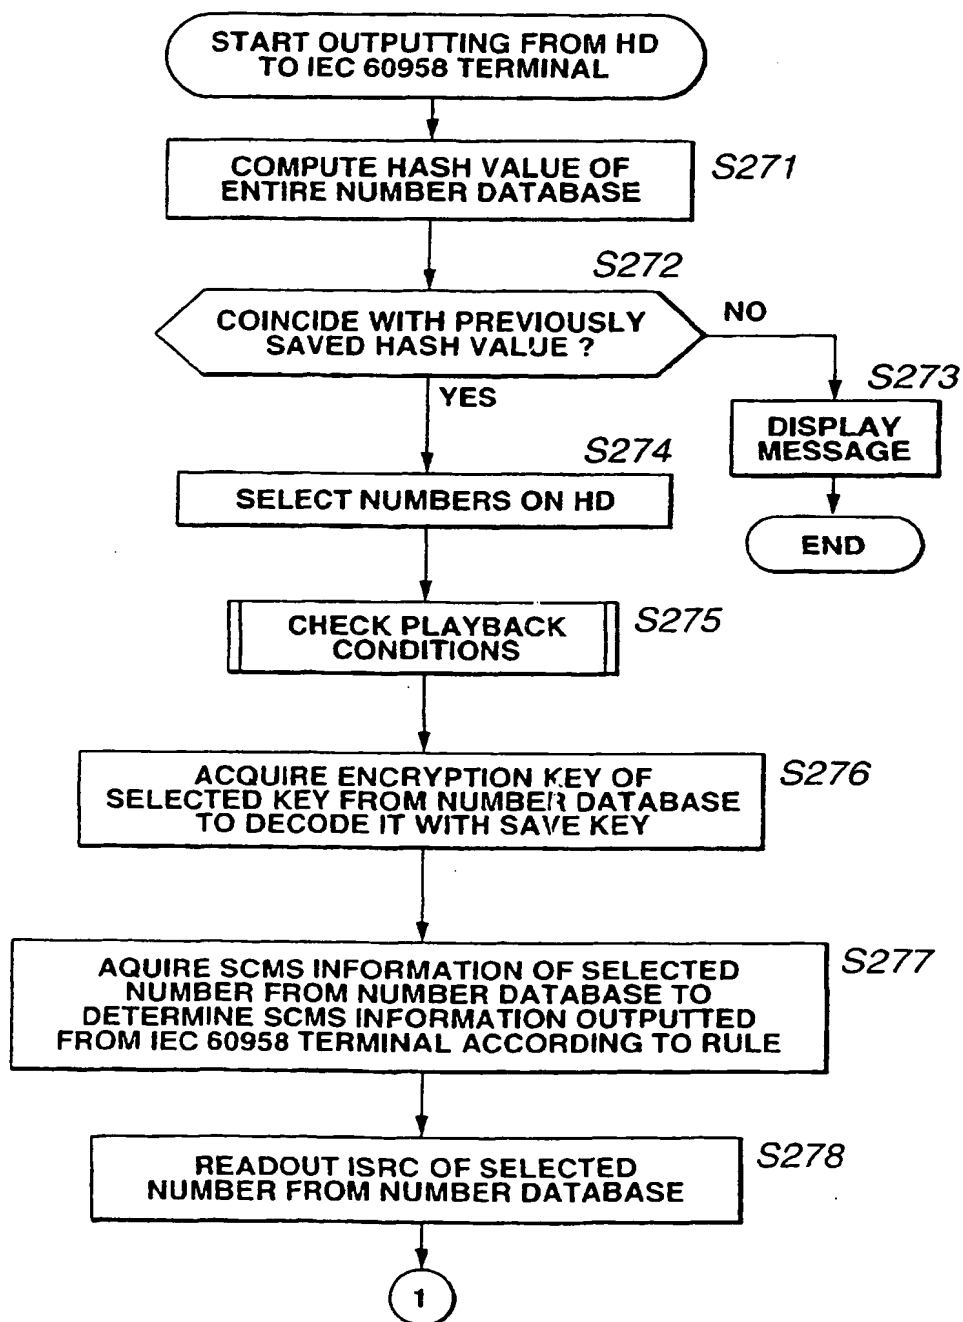 START OUTPUTTING FROM HD
TO IEC 60958 TERMINAL
COMPUTE HASH VALUE OF
ENTIRE NUMBER DATABASE
S271
S272
COINCIDE WITH PREVIOUSLY
SAVED HASH VALUE ?
NO
YES
S273
DISPLAY
MESSAGE
END
S274
SELECT NUMBERS ON HD
CHECK PLAYBACK
CONDITIONS
S275
ACQUIRE ENCRYPTION KEY OF
SELECTED KEY FROM NUMBER DATABASE
TO DECODE IT WITH SAVE KEY
S276
AQUIRE SCMS INFORMATION OF SELECTED
NUMBER FROM NUMBER DATABASE TO
DETERMINE SCMS INFORMATION OUTPUTTED
FROM IEC 60958 TERMINAL ACCORDING TO RULE
S277
READOUT ISRC OF SELECTED
NUMBER FROM NUMBER DATABASE
S278
1